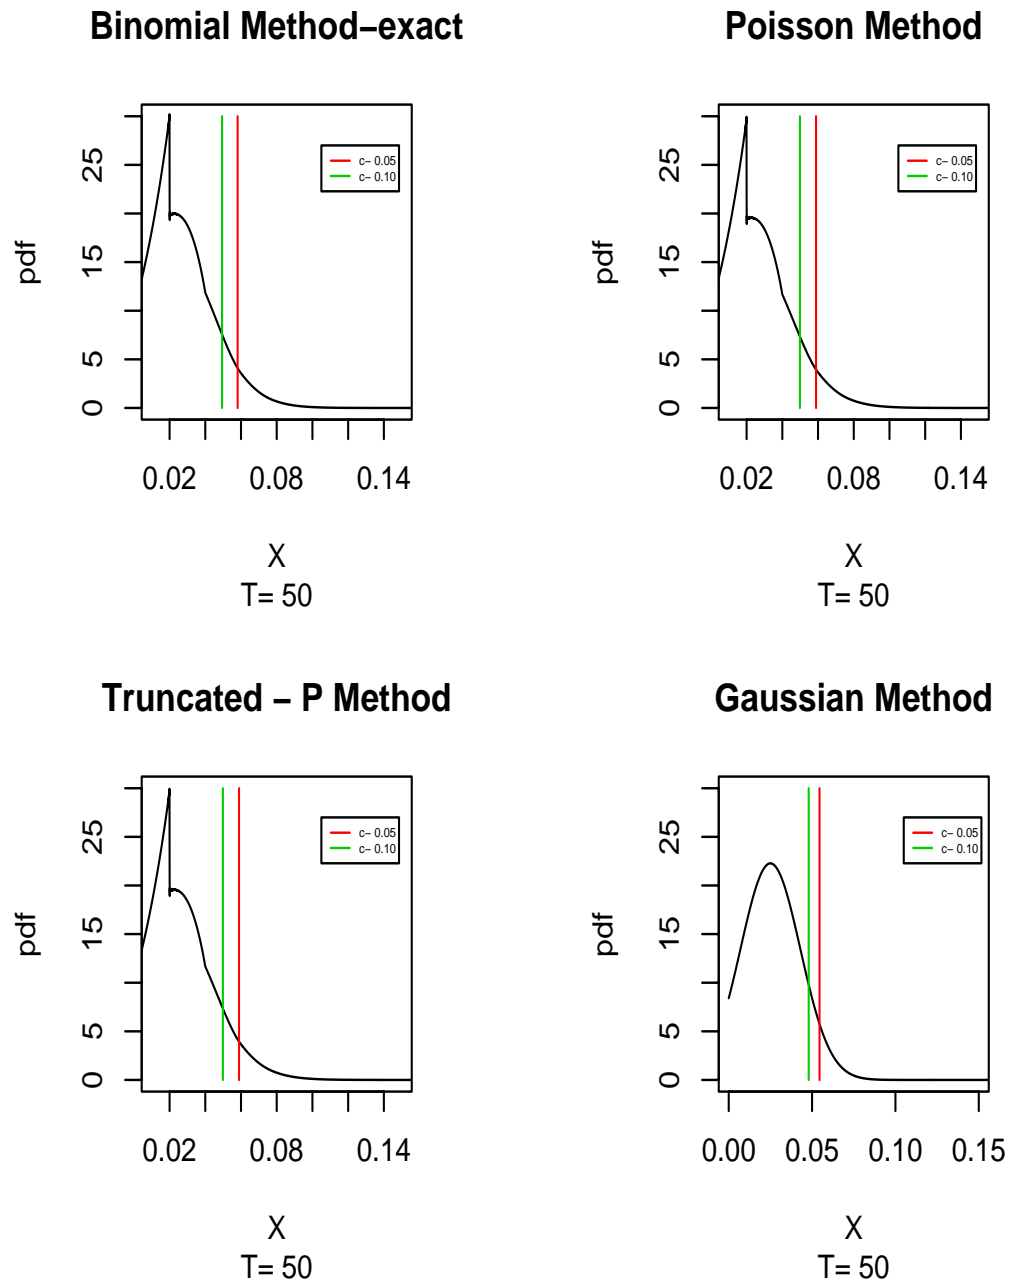 Binomial Method–exact
pdf
25
15
5
0
c– 0.05
c– 0.10
0.02 0.08 0.14
X
T= 50
Poisson Method
pdf
25
15
5
0
c– 0.05
c– 0.10
0.02 0.08 0.14
X
T= 50
Truncated – P Method
pdf
25
15
5
0
c– 0.05
c– 0.10
0.02 0.08 0.14
X
T= 50
Gaussian Method
pdf
25
15
5
0
c– 0.05
c– 0.10
0.00 0.05 0.10 0.15
X
T= 50